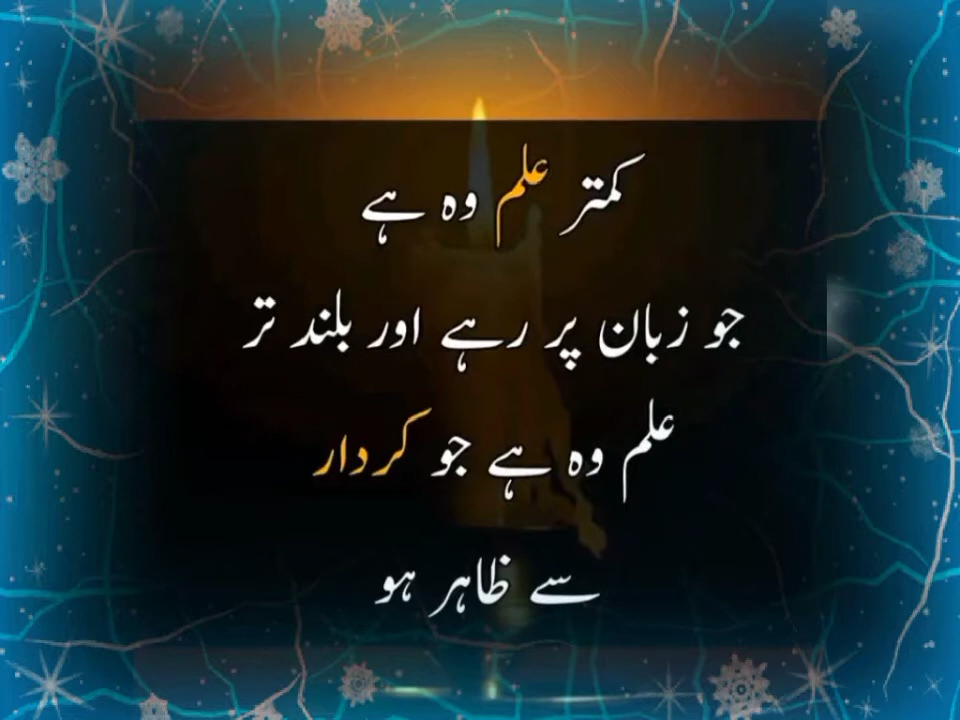 کمتر علم وہ ہے
جو زبان پر رہے اور بلند تر
علم وہ ہے جو کردار
سے ظاہر ہو